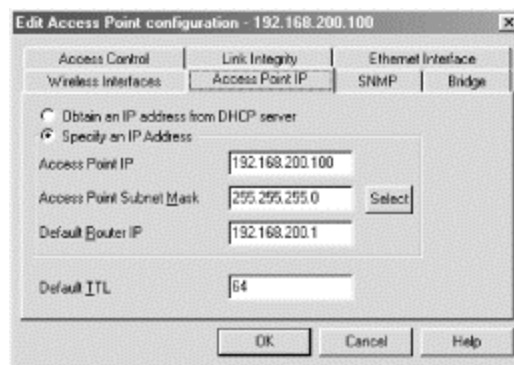 Edit Access Point configuration - 192.168.200.100
Access Control Link Integrity Ethernet Interface
Wireless Interfaces Access Point IP SNMP Bridge
Obtain an IP address from DHCP server
Specify an IP Address
Access Point IP 192.168.200.100
Access Point Subnet Mask 255.255.255.0 Select
Default Router IP 192.168.200.1
Default TTL 64
OK Cancel Help